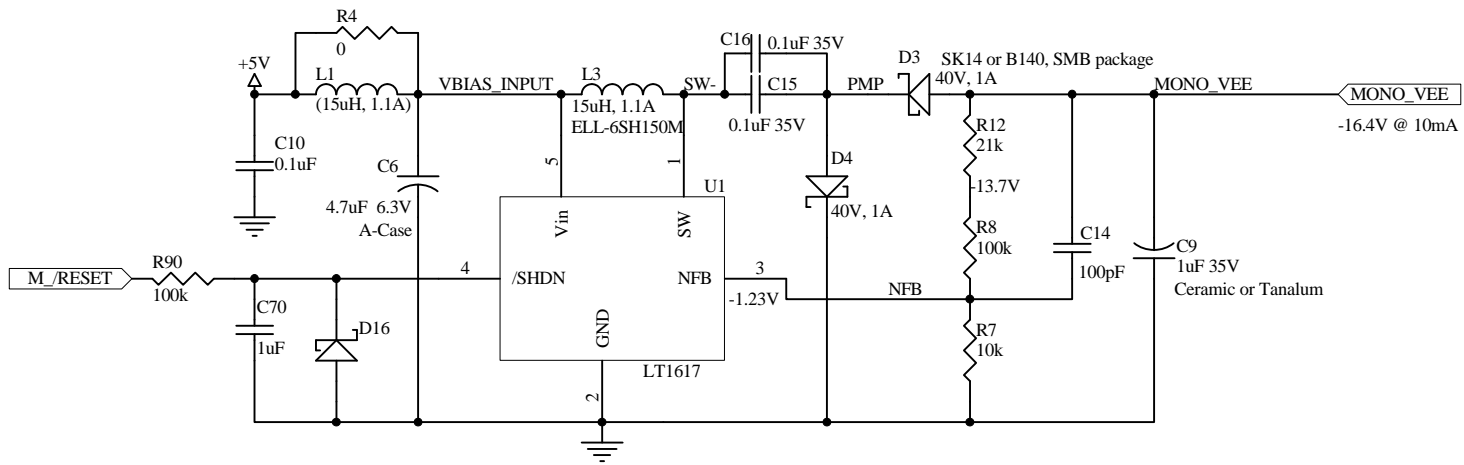 R4
0
+5V
L1
(15uH, 1.1A)
VBIAS_INPUT
L3
15uH, 1.1A
ELL-6SH150M
SW-
C16
0.1uF 35V
C15
0.1uF 35V
PMP
D3
SK14 or B140, SMB package
40V, 1A
MONO_VEE
MONO_VEE
-16.4V @ 10mA
C10
0.1uF
C6
4.7uF 6.3V
A-Case
5
1
U1
Vin
SW
D4
40V, 1A
R12
21k
-13.7V
R8
100k
C14
100pF
C9
1uF 35V
Ceramic or Tanalum
M_/RESET
R90
100k
4
/SHDN
NFB
3
-1.23V
NFB
C70
1uF
D16
GND
R7
10k
LT1617
2